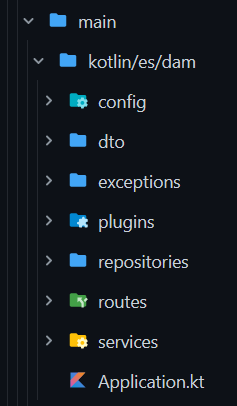 main
kotlin/es/dam
config
dto
exceptions
plugins
repositories
routes
services
Application.kt